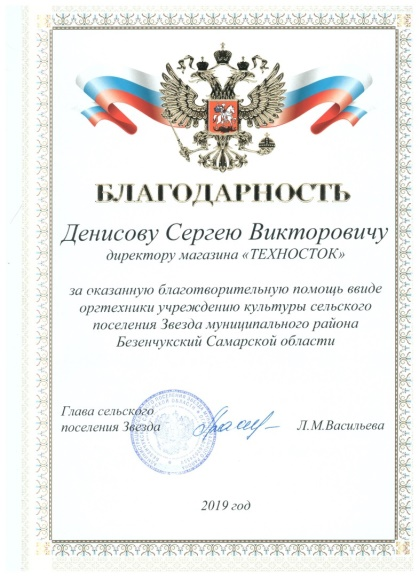 БЛАГОДАРНОСТЬ
Денисову Сергею Викторовичу
директору магазина «ТЕХНОСТОК»
за оказанную благотворительную помощь ввиде
оргтехники учреждению культуры сельского
поселения Звезда муниципального района
Безенчукский Самарской области
Глава сельского
поселения Звезда
Л.М.Васильева
2019 год